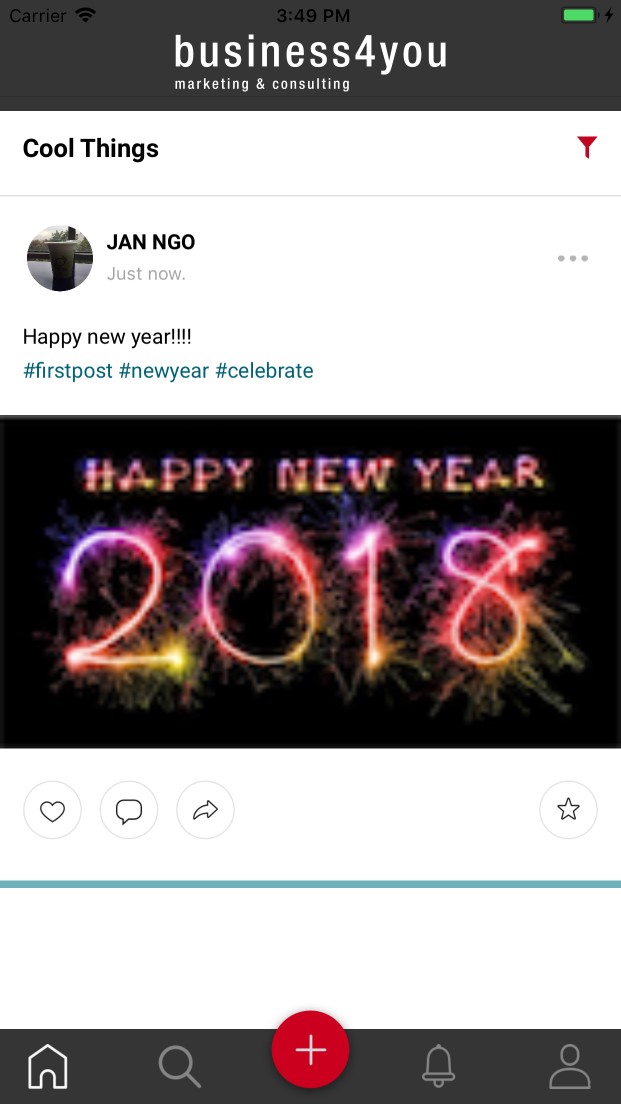 Carrier 3:49 PM
business4you
marketing & consulting
Cool Things
JAN NGO
Just now.
Happy new year!!!!
#firstpost #newyear #celebrate
HAPPY NEW YEAR
2018